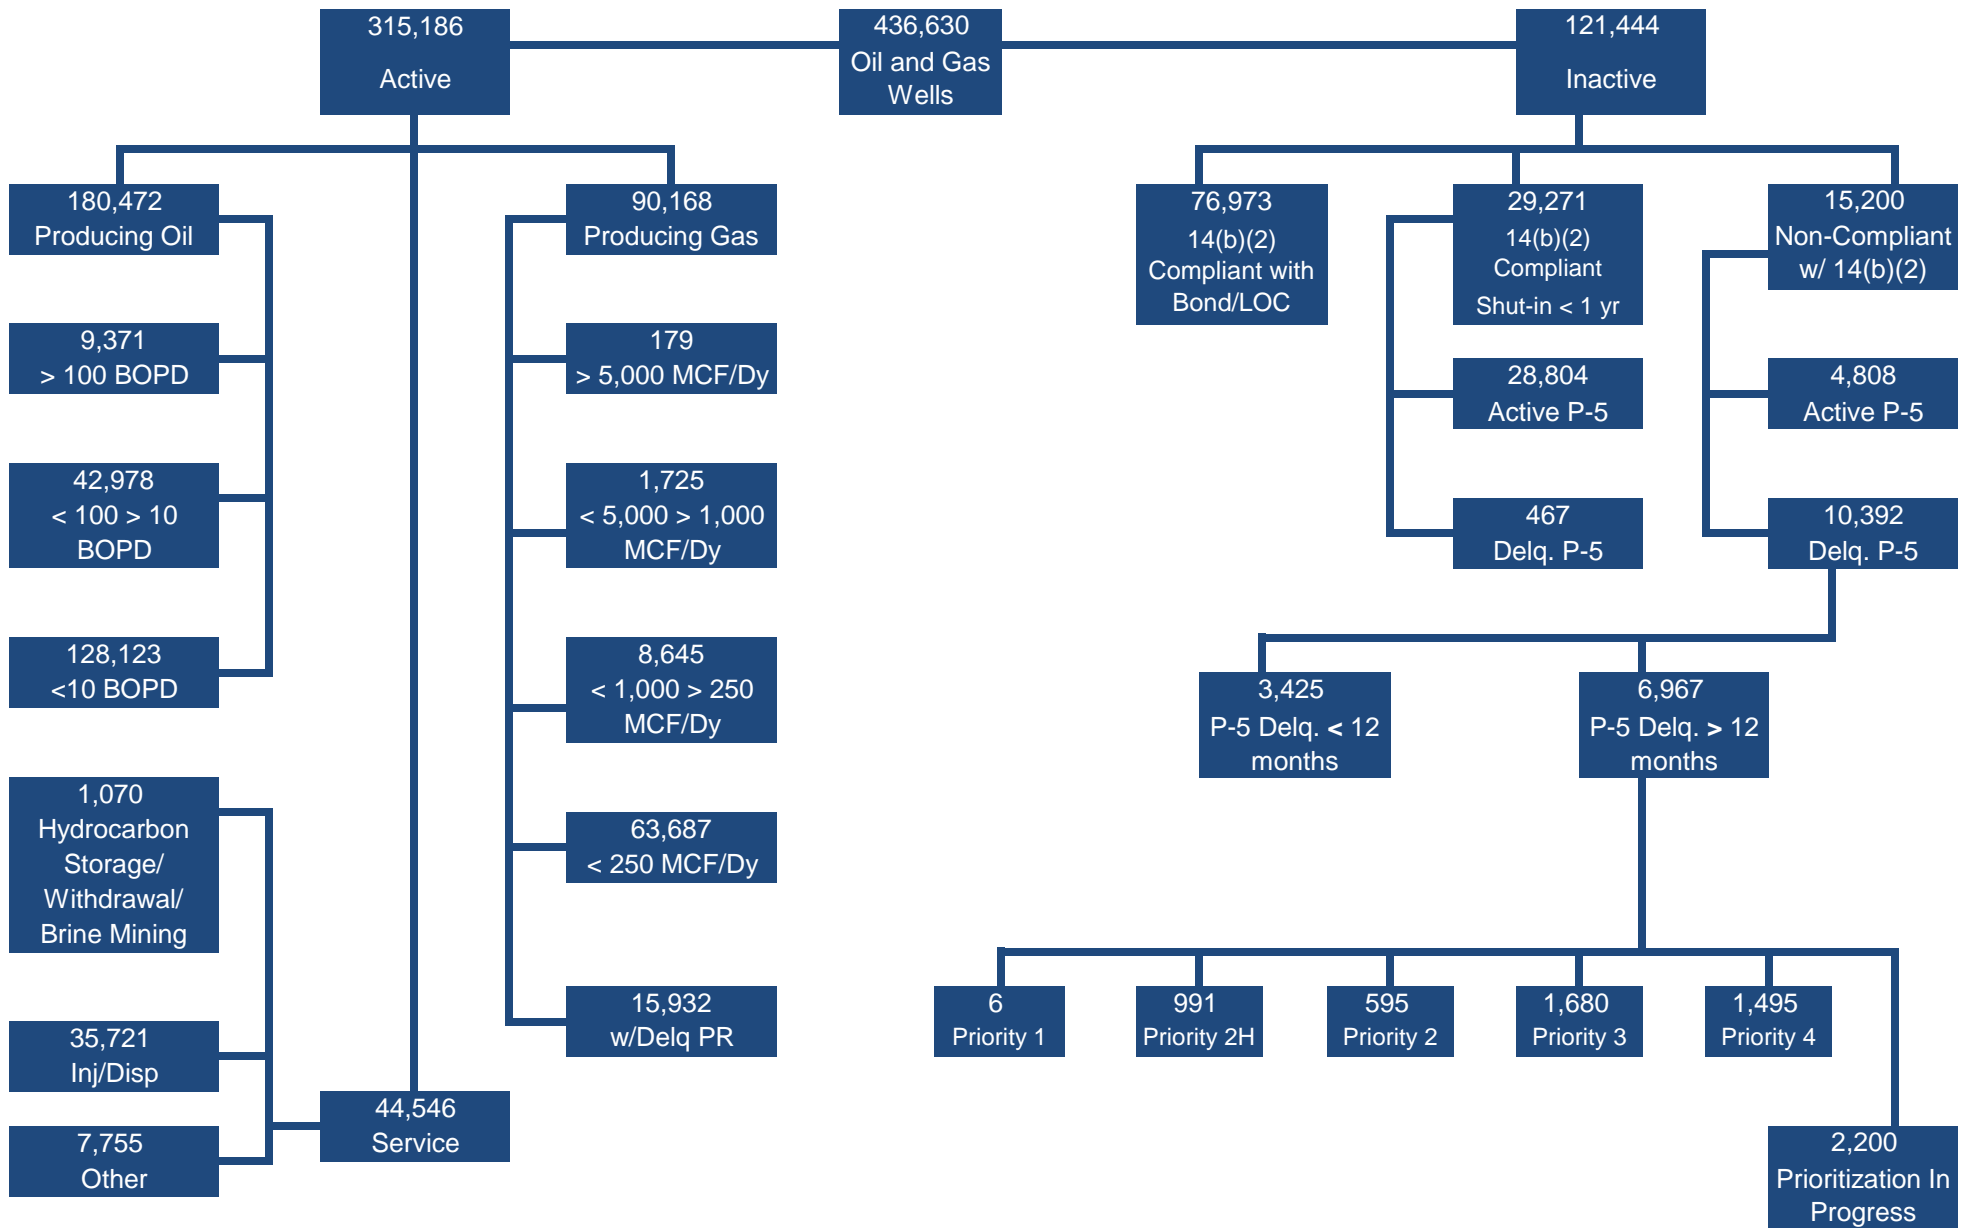 315,186
Active
436,630
Oil and Gas
Wells
121,444
Inactive
180,472
Producing Oil
9,371
> 100 BOPD
42,978
< 100 > 10
BOPD
128,123
<10 BOPD
90,168
Producing Gas
179
> 5,000 MCF/Dy
1,725
< 5,000 > 1,000
MCF/Dy
8,645
< 1,000 > 250
MCF/Dy
63,687
< 250 MCF/Dy
15,932
w/Delq PR
1,070
Hydrocarbon
Storage/
Withdrawal/
Brine Mining
35,721
Inj/Disp
7,755
Other
44,546
Service
76,973
14(b)(2)
Compliant with
Bond/LOC
29,271
14(b)(2)
Compliant
Shut-in < 1 yr
28,804
Active P-5
467
Delq. P-5
15,200
Non-Compliant
w/ 14(b)(2)
4,808
Active P-5
10,392
Delq. P-5
3,425
P-5 Delq. < 12
months
6,967
P-5 Delq. > 12
months
6
Priority 1
991
Priority 2H
595
Priority 2
1,680
Priority 3
1,495
Priority 4
2,200
Prioritization In
Progress